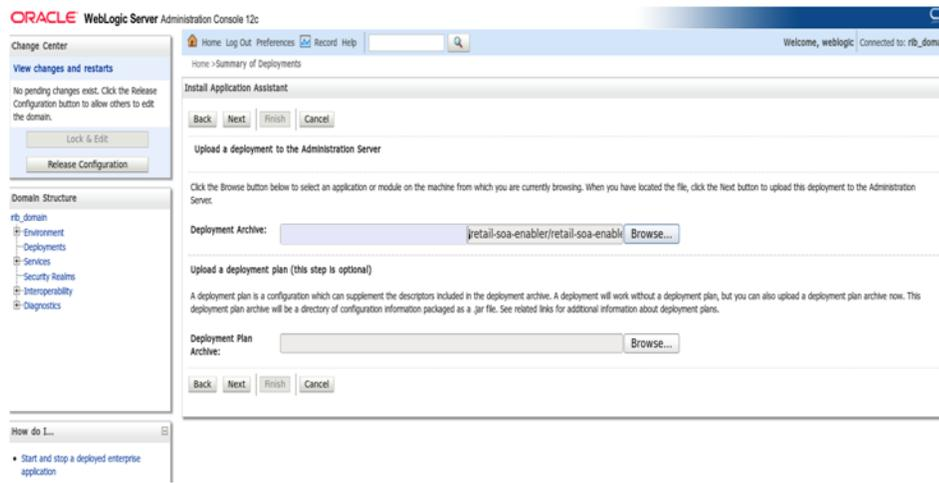 ORACLE WebLogic Server Administration Console 12c
Change Center
View changes and restarts
No pending changes exist. Click the Release
Configuration button to allow others to edit
the domain.
Lock & Edit
Release Configuration
Domain Structure
rib_domain
Environment
Deployments
Services
Security Realms
Interoperability
Diagnostics
How do I...
Start and stop a deployed enterprise
application
Home Log Out Preferences Record Help
Welcome, weblogic Connected to: rib_doma
Home >Summary of Deployments
Install Application Assistant
Back Next Finish Cancel
Upload a deployment to the Administration Server
Click the Browse button below to select an application or module on the machine from which you are currently browsing. When you have located the file, click the Next button to upload this deployment to the Administration
Server.
Deployment Archive: /retail-soa-enabler/retail-soa-enable Browse...
Upload a deployment plan (this step is optional)
A deployment plan is a configuration which can supplement the descriptors included in the deployment archive. A deployment will work without a deployment plan, but you can also upload a deployment plan archive now. This
deployment plan archive will be a directory of configuration information packaged as a .jar file. See related links for additional information about deployment plans.
Deployment Plan
Archive: Browse...
Back Next Finish Cancel